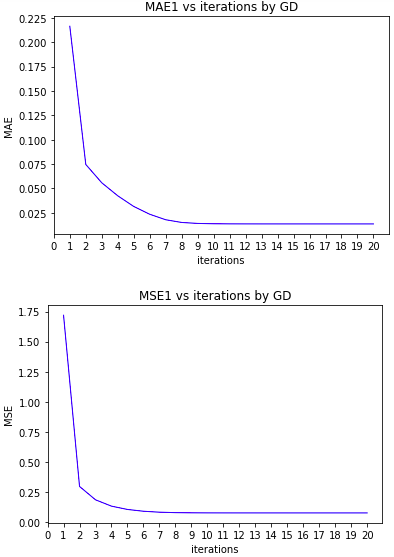 MAE1 vs iterations by GD
0.225
0.200
0.175
0.150
0.125
0.100
0.075
0.050
0.025
MAE
0 1 2 3 4 5 6 7 8 9 10 11 12 13 14 15 16 17 18 19 20
iterations
MSE1 vs iterations by GD
1.75
1.50
1.25
1.00
0.75
0.50
0.25
0.00
MSE
0 1 2 3 4 5 6 7 8 9 10 11 12 13 14 15 16 17 18 19 20
iterations